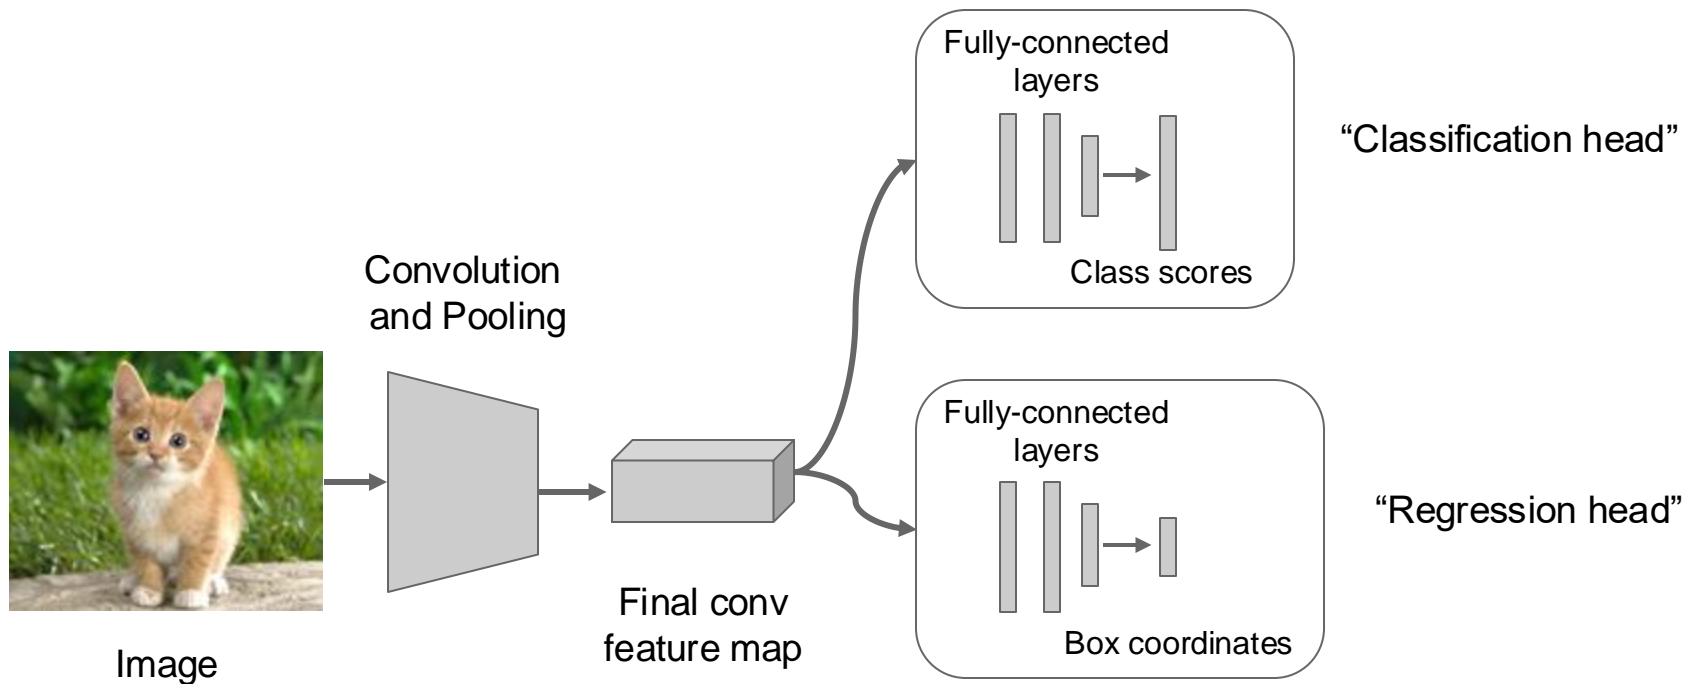 Image
Convolution
and Pooling
Final conv
feature map
Fully-connected
layers
Class scores
“Classification head”
Fully-connected
layers
Box coordinates
“Regression head”